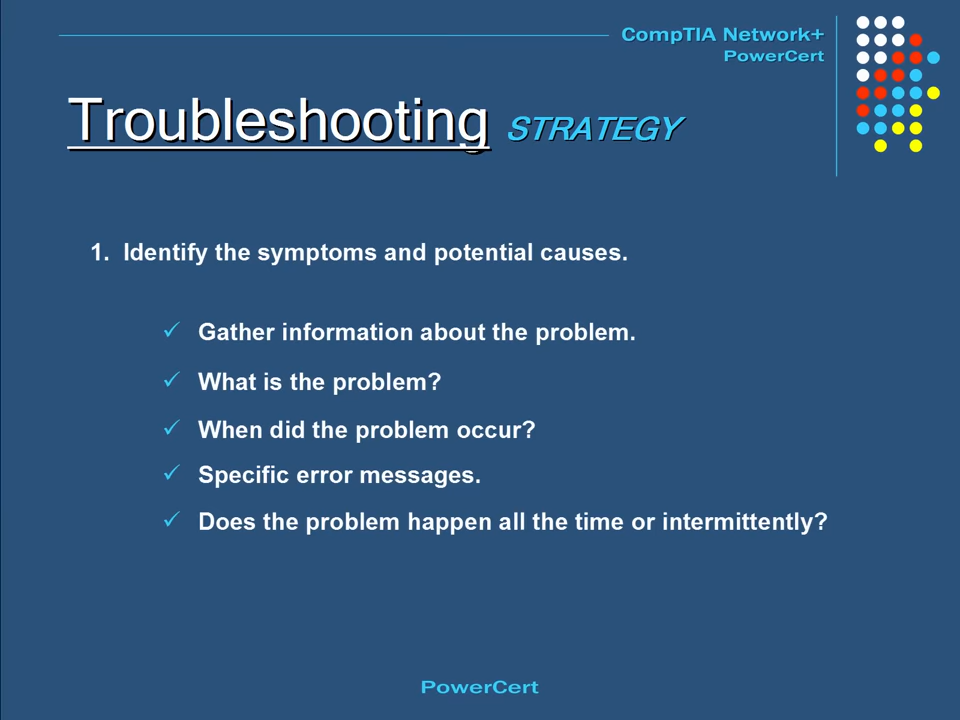 CompTIA Network+
PowerCert
Troubleshooting STRATEGY
1. Identify the symptoms and potential causes.
✓ Gather information about the problem.
✓ What is the problem?
✓ When did the problem occur?
✓ Specific error messages.
✓ Does the problem happen all the time or intermittently?
PowerCert